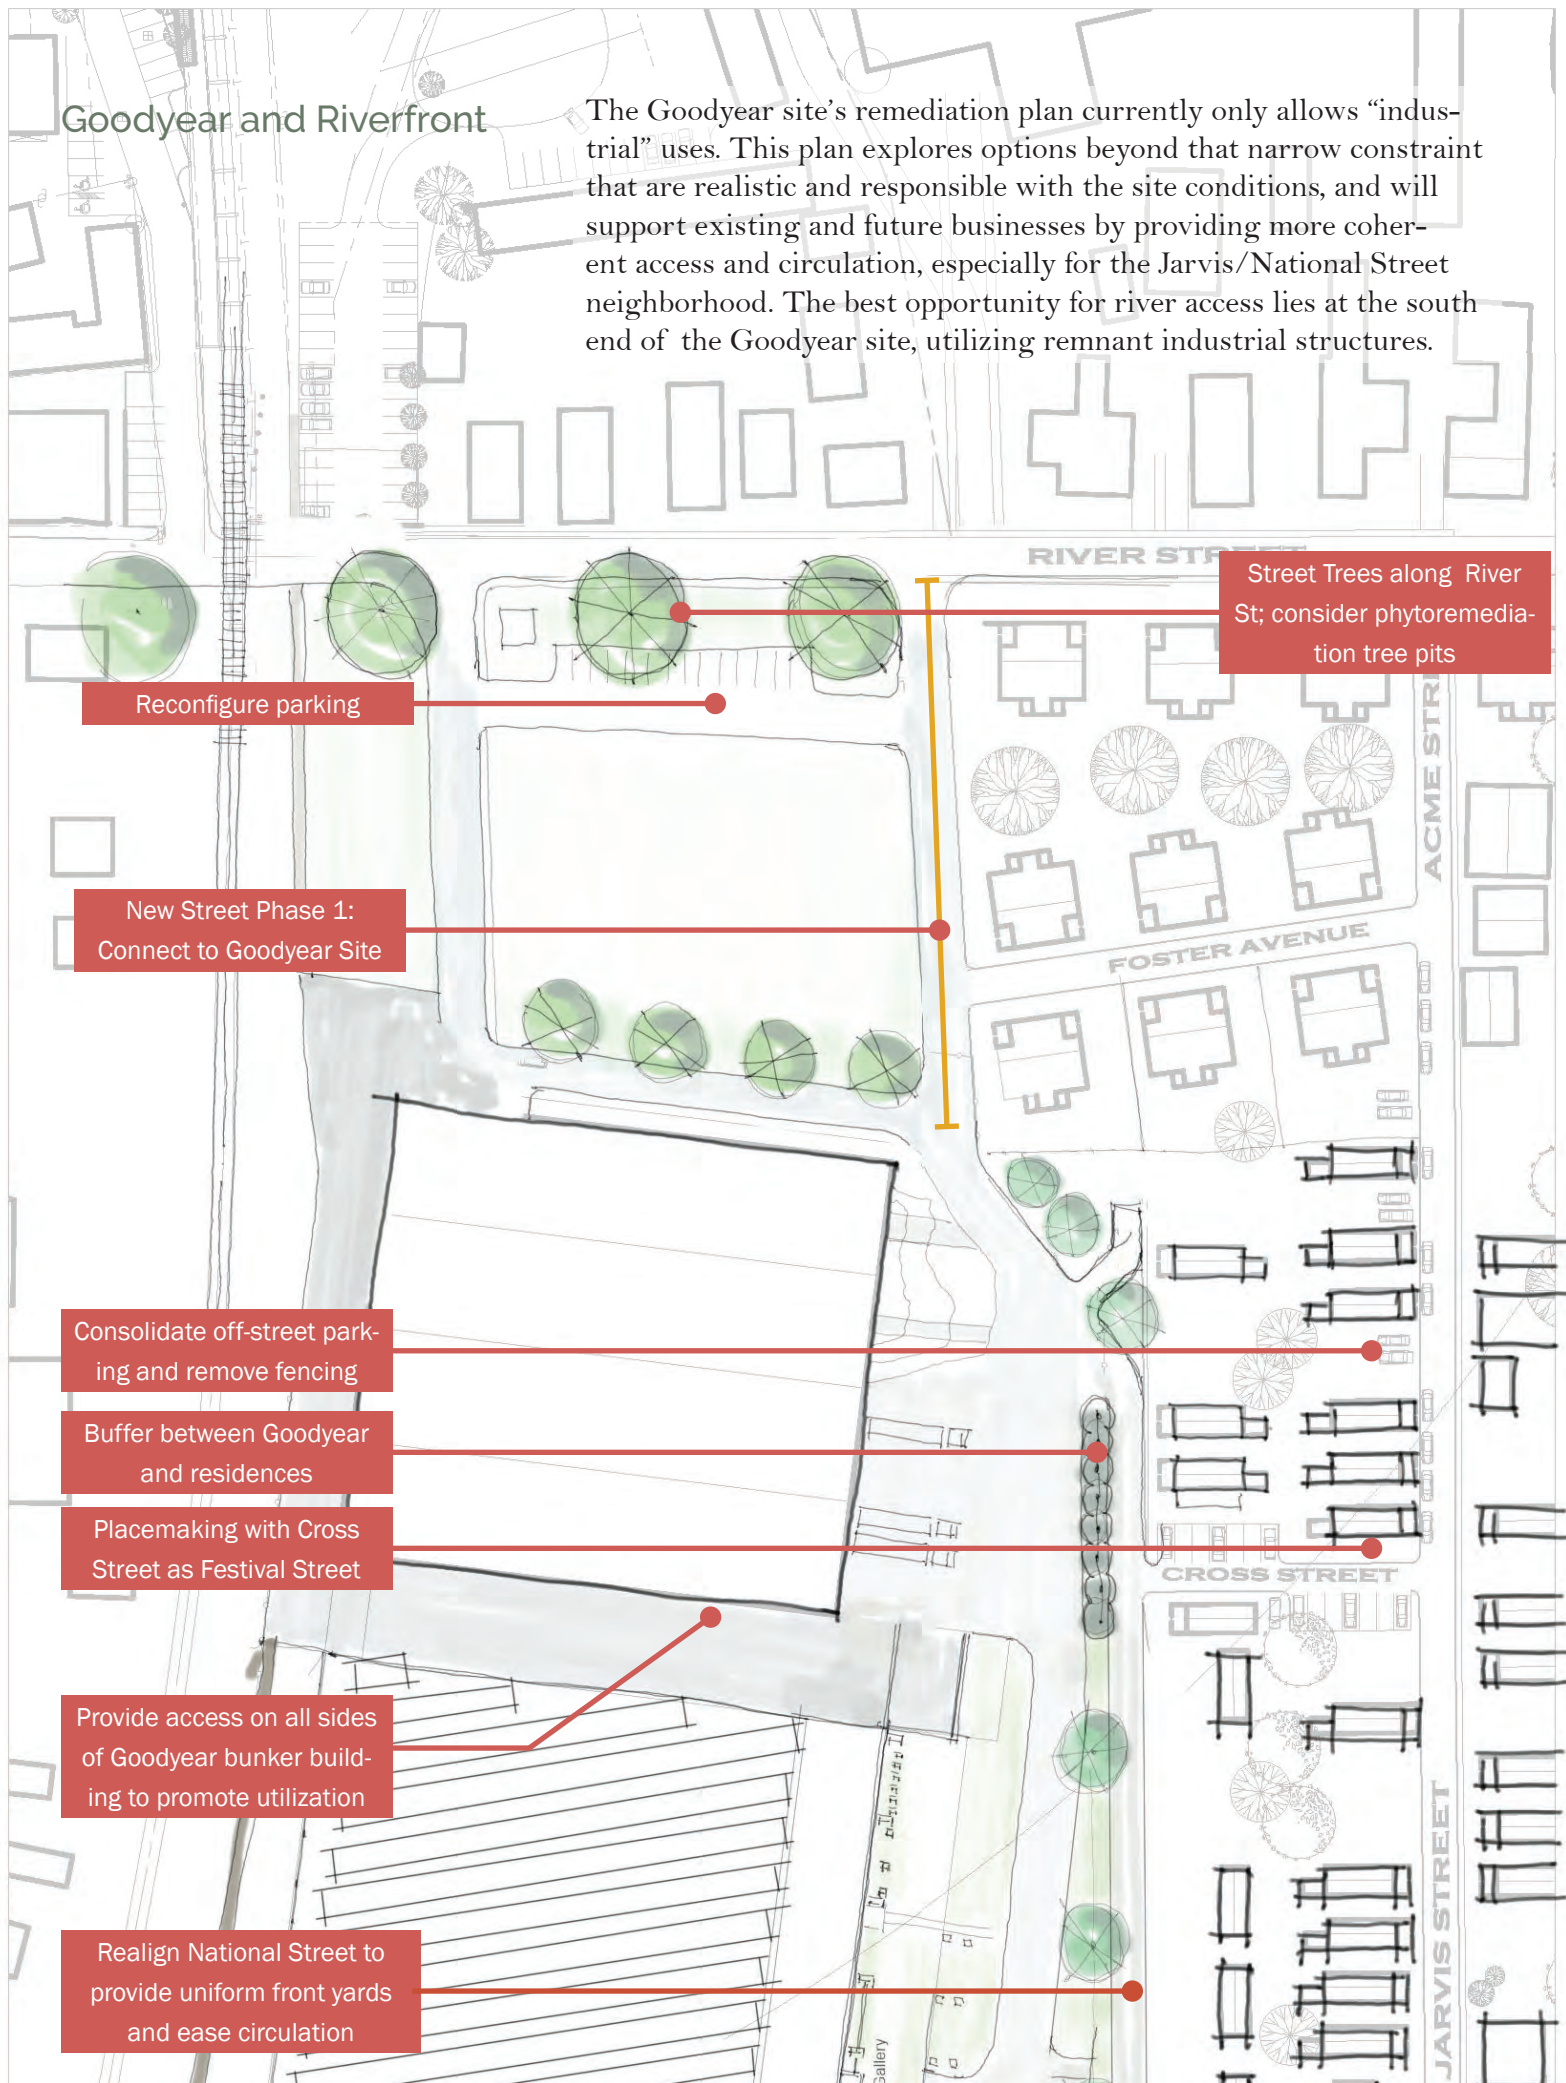 Goodyear and Riverfront
The Goodyear site's remediation plan currently only allows “indus-
trial” uses. This plan explores options beyond that narrow constraint
that are realistic and responsible with the site conditions, and will
support existing and future businesses by providing more coher-
ent access and circulation, especially for the Jarvis/National Street
neighborhood. The best opportunity for river access lies at the south
end of the Goodyear site, utilizing remnant industrial structures.
RIVER STREET
Street Trees along River
St; consider phytoremedia-
tion tree pits
Reconfigure parking
ACME STRE
New Street Phase 1:
Connect to Goodyear Site
FOSTER AVENUE
Consolidate off-street park-
ing and remove fencing
Buffer between Goodyear
and residences
Placemaking with Cross
Street as Festival Street
CROSS STREET
Provide access on all sides
of Goodyear bunker build-
ing to promote utilization
JARVIS STREET
Realign National Street to
provide uniform front yards
and ease circulation
Gallery